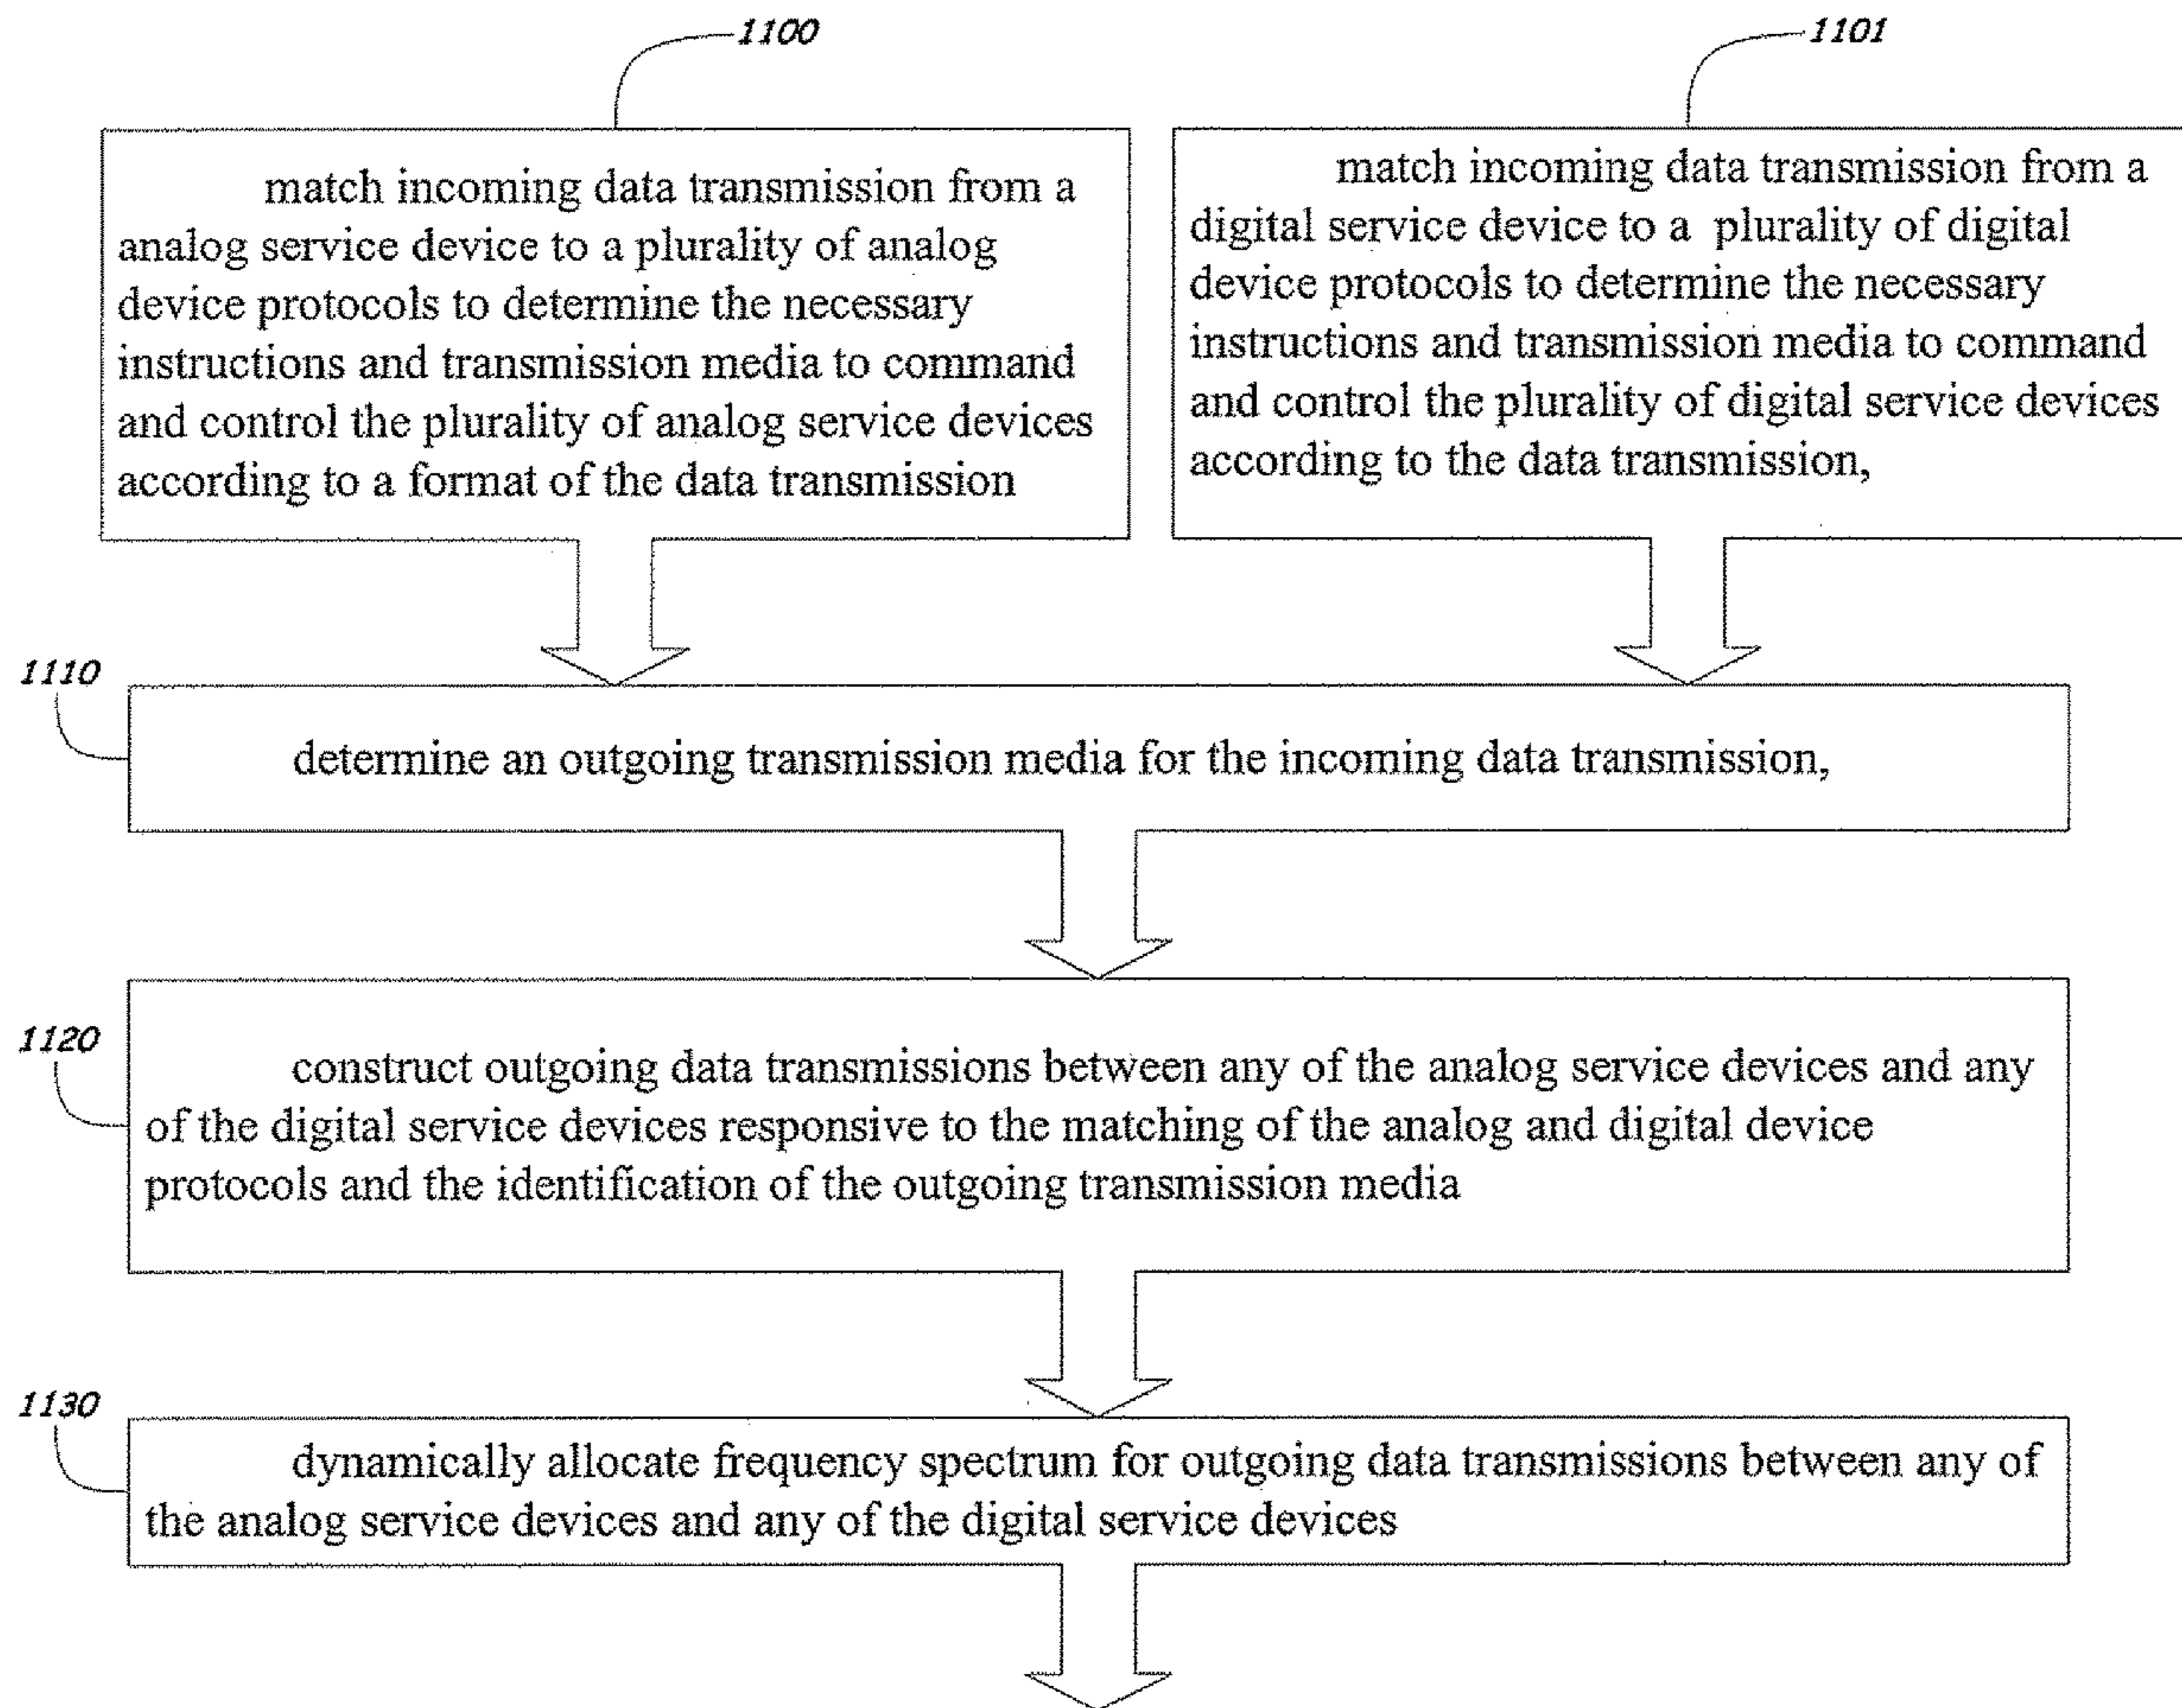 1100
1101
match incoming data transmission from a
analog service device to a plurality of analog
device protocols to determine the necessary
instructions and transmission media to command
and control the plurality of analog service devices
according to a format of the data transmission
match incoming data transmission from a
digital service device to a plurality of digital
device protocols to determine the necessary
instructions and transmission media to command
and control the plurality of digital service devices
according to the data transmission,
1110
determine an outgoing transmission media for the incoming data transmission,
1120
construct outgoing data transmissions between any of the analog service devices and any
of the digital service devices responsive to the matching of the analog and digital device
protocols and the identification of the outgoing transmission media
1130
dynamically allocate frequency spectrum for outgoing data transmissions between any of
the analog service devices and any of the digital service devices